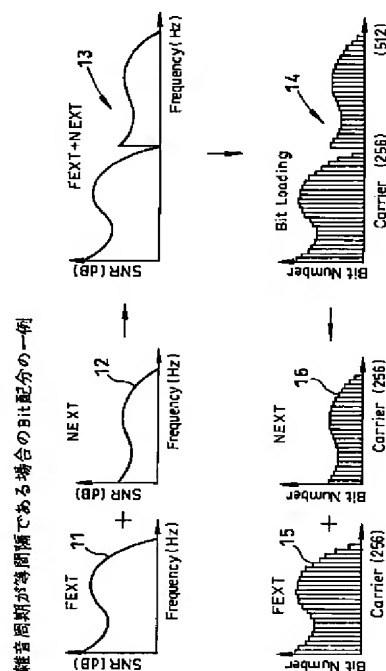 雑音周期が等間隔である場合のBit配分の一例
SNR (dB)
FEXT
11
Frequency (Hz)
+
SNR (dB)
NEXT
12
Frequency (Hz)
SNR (dB)
FEXT+NEXT
13
Frequency (Hz)
Bit Number
FEXT
15
Carrier (256)
+
Bit Number
NEXT
16
Carrier (256)
Bit Number
Bit Loading
14
Carrier (256)
(512)